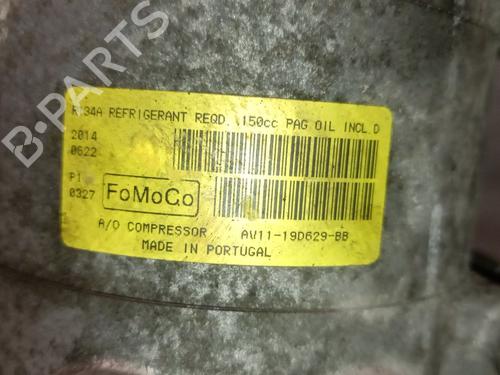 B-PARTS
R134A REFRIGERANT REQD. 150cc PAG OIL INCL.D
2014
0622
P1
0327
FoMoCo
A/C COMPRESSOR AV11-19D629-BB
MADE IN PORTUGAL